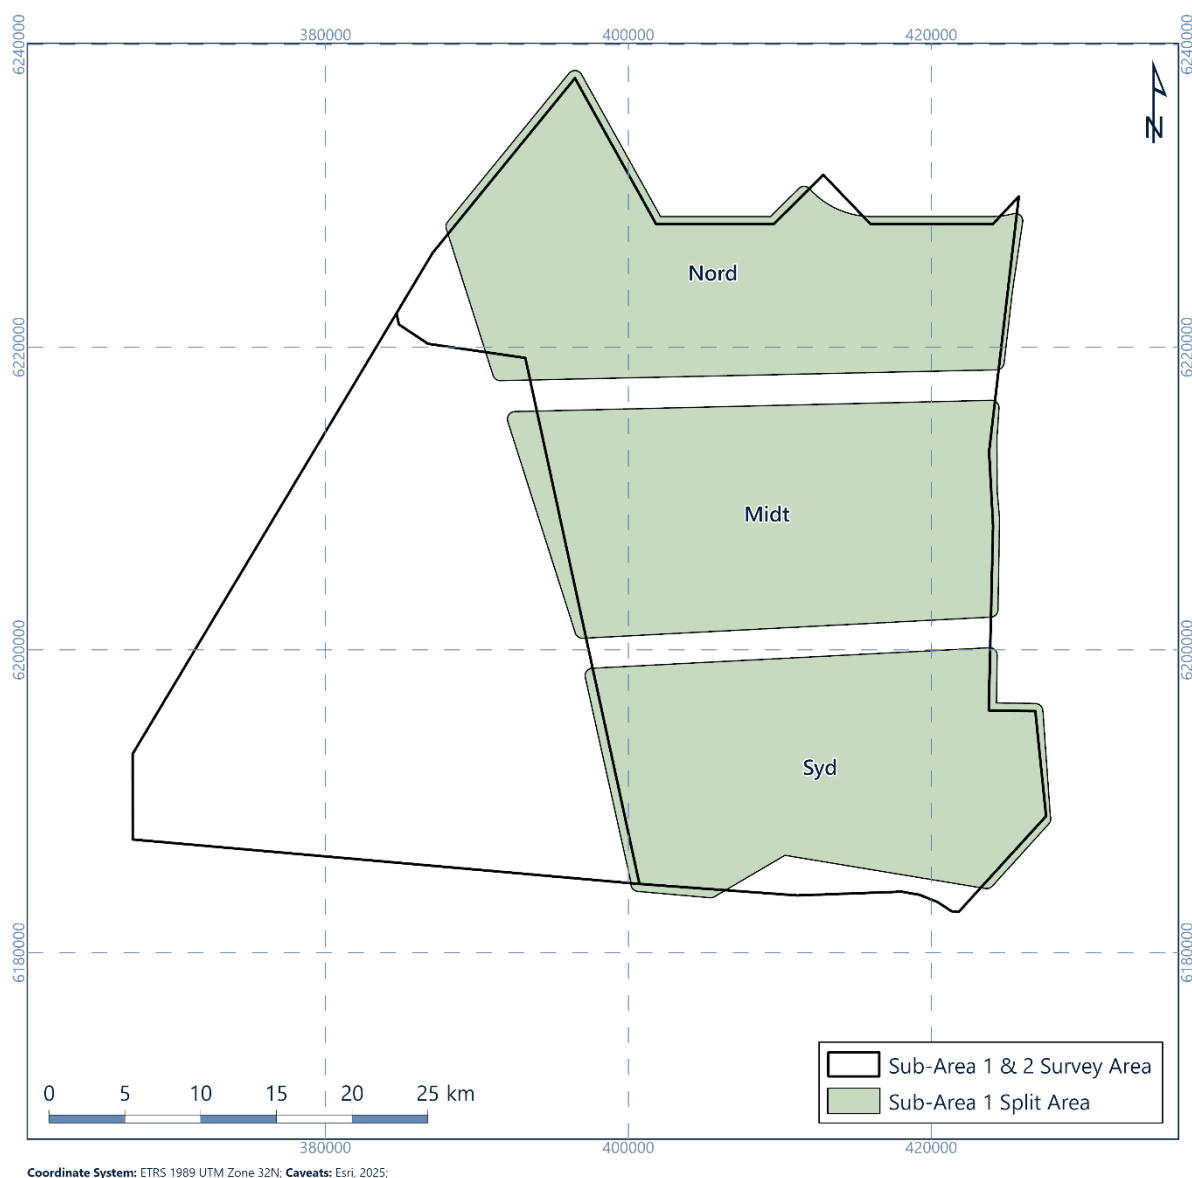 380000 400000 420000
6240000 6240000
N
Nord
6220000 6220000
Midt
6200000 6200000
Syd
6180000 6180000
0 5 10 15 20 25 km
Sub-Area 1 & 2 Survey Area
Sub-Area 1 Split Area
380000 400000 420000
Coordinate System: ETRS 1989 UTM Zone 32N; Caveats: Esri, 2025;